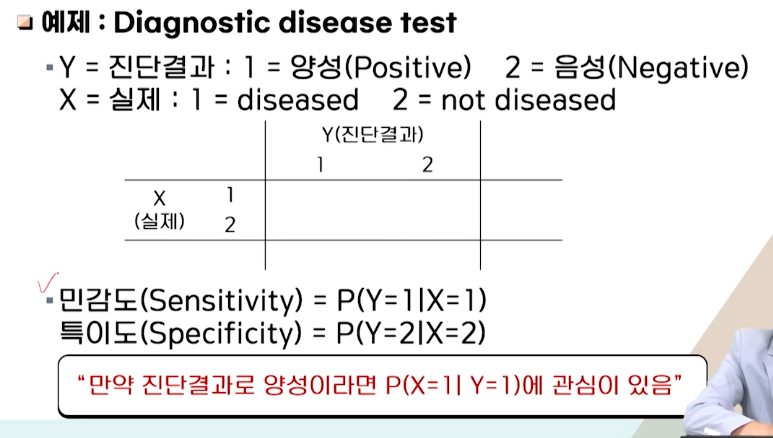 예제 : Diagnostic disease test
Y = 진단결과 : 1 = 양성(Positive) 2 = 음성(Negative)
X = 실제 : 1 = diseased 2 = not diseased
Y(진단결과)
1 2
X 1
(실제) 2
민감도(Sensitivity) = P(Y=1|X=1)
특이도(Specificity) = P(Y=2|X=2)
“만약 진단결과로 양성이라면 P(X=1| Y=1)에 관심이 있음”